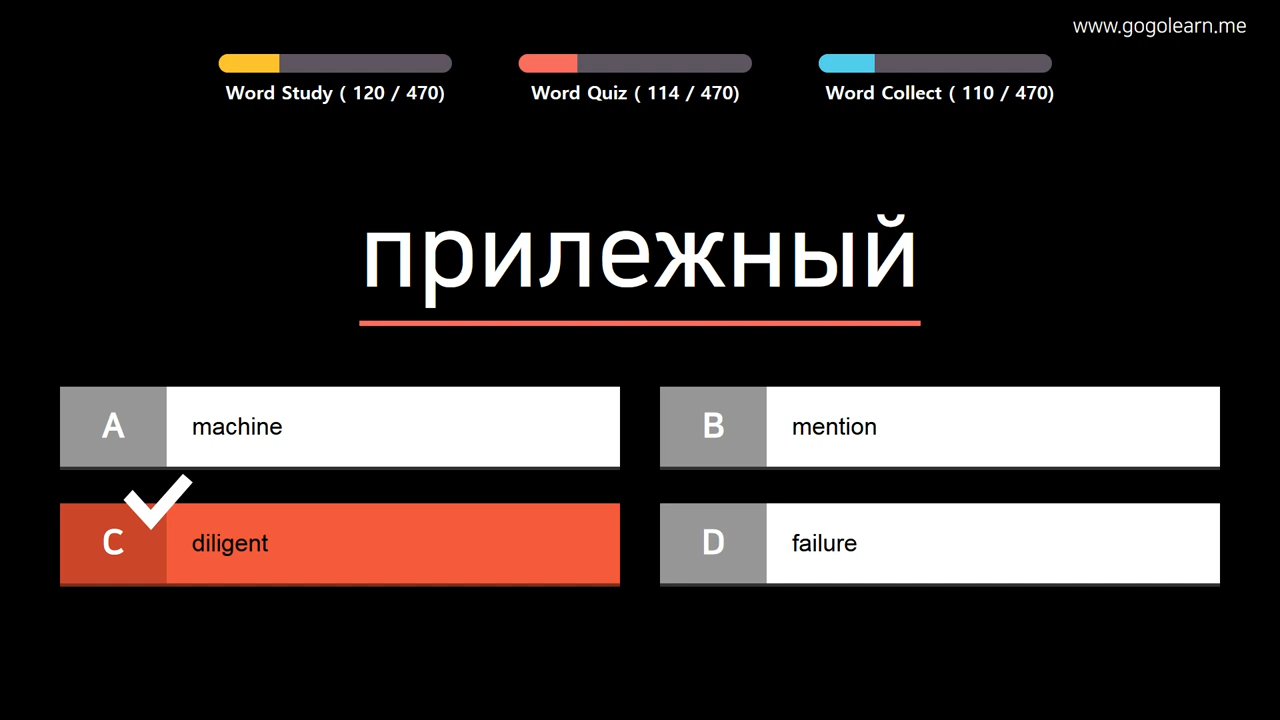 www.gogolearn.me
Word Study ( 120 / 470)
Word Quiz ( 114 / 470)
Word Collect ( 110 / 470)
прилежный
A machine
B mention
C diligent
D failure